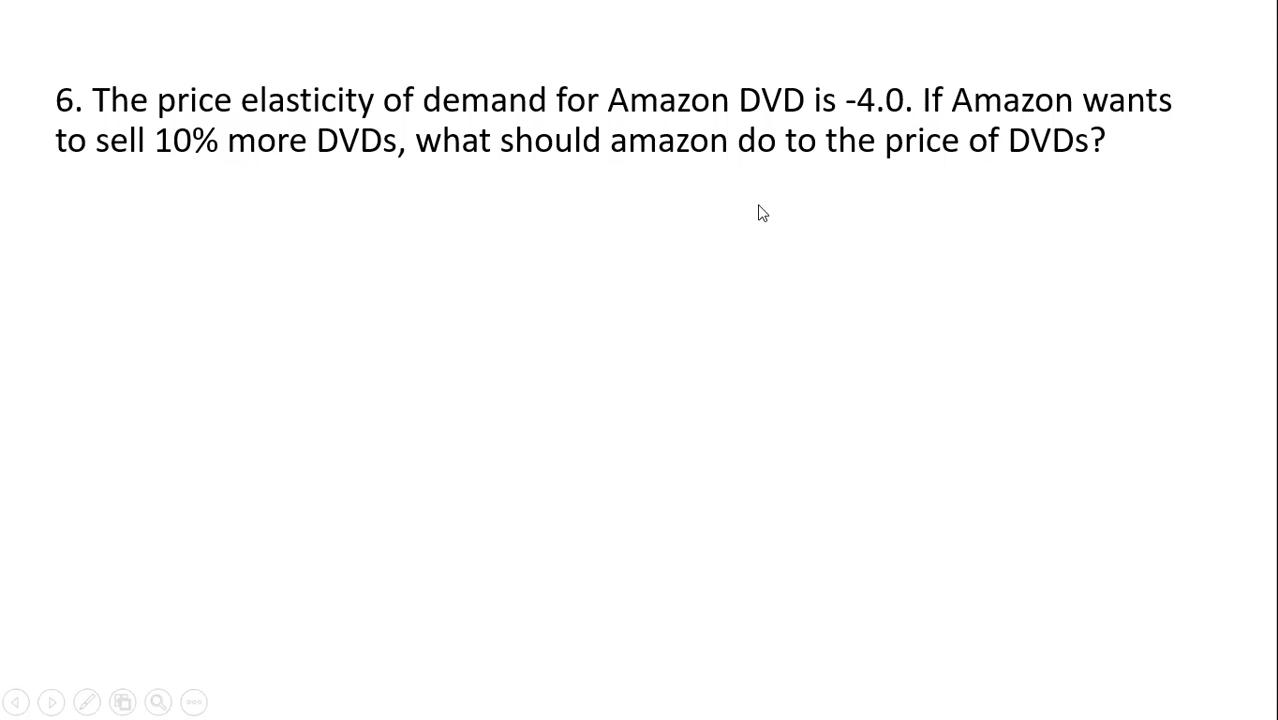 6. The price elasticity of demand for Amazon DVD is -4.0. If Amazon wants
to sell 10% more DVDs, what should amazon do to the price of DVDs?